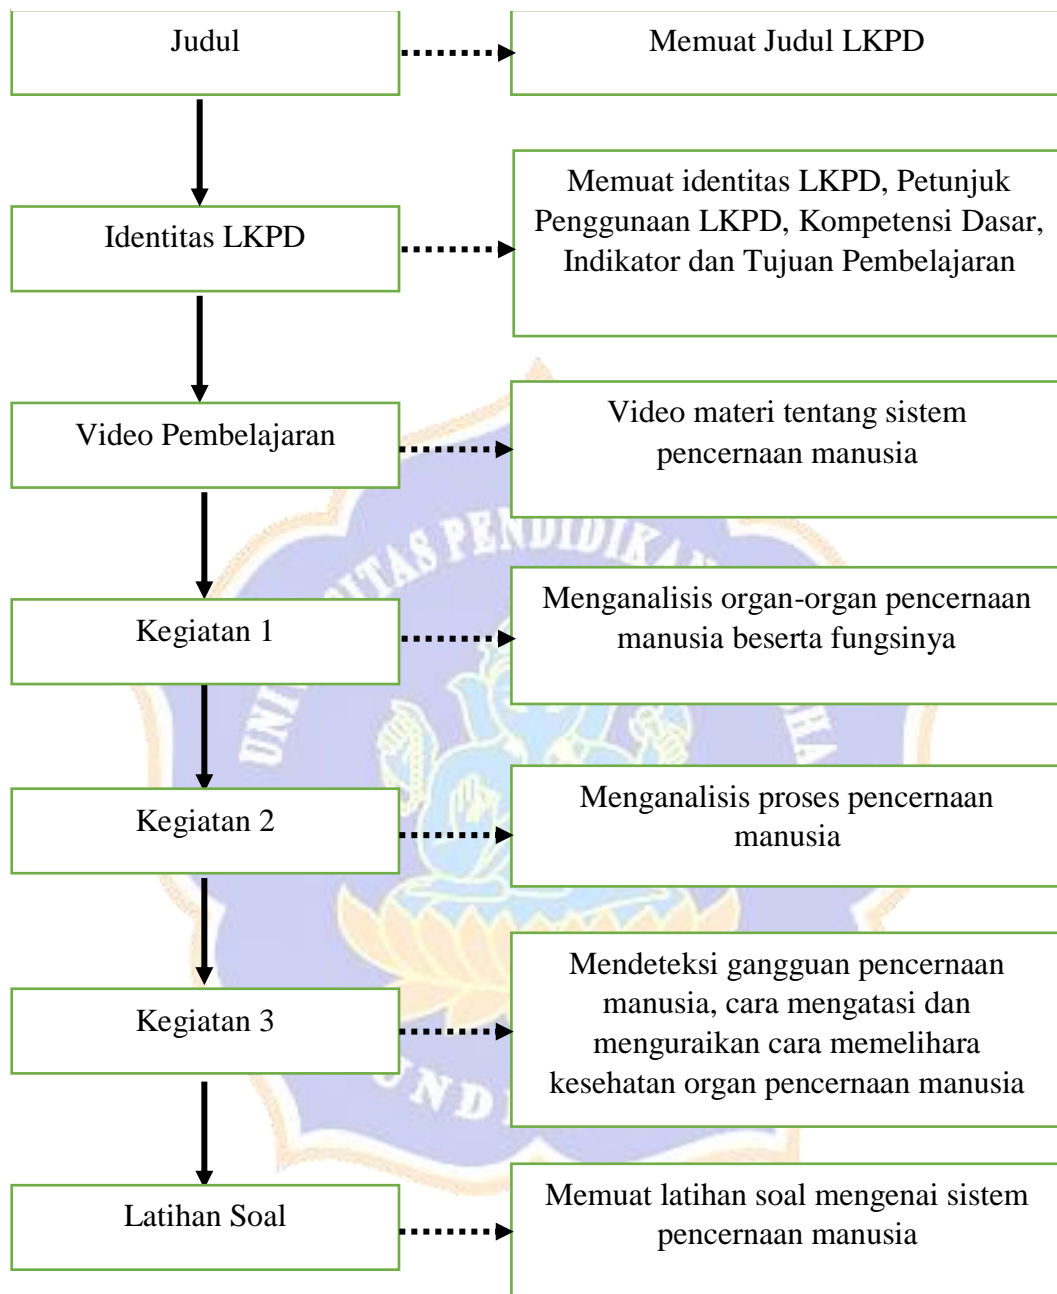 Judul
Memuat Judul LKPD
Identitas LKPD
Memuat identitas LKPD, Petunjuk
Penggunaan LKPD, Kompetensi Dasar,
Indikator dan Tujuan Pembelajaran
Video Pembelajaran
Video materi tentang sistem
pencernaan manusia
Kegiatan 1
Menganalisis organ-organ pencernaan
manusia beserta fungsinya
Kegiatan 2
Menganalisis proses pencernaan
manusia
Kegiatan 3
Mendeteksi gangguan pencernaan
manusia, cara mengatasi dan
menguraikan cara memelihara
kesehatan organ pencernaan manusia
Latihan Soal
Memuat latihan soal mengenai sistem
pencernaan manusia